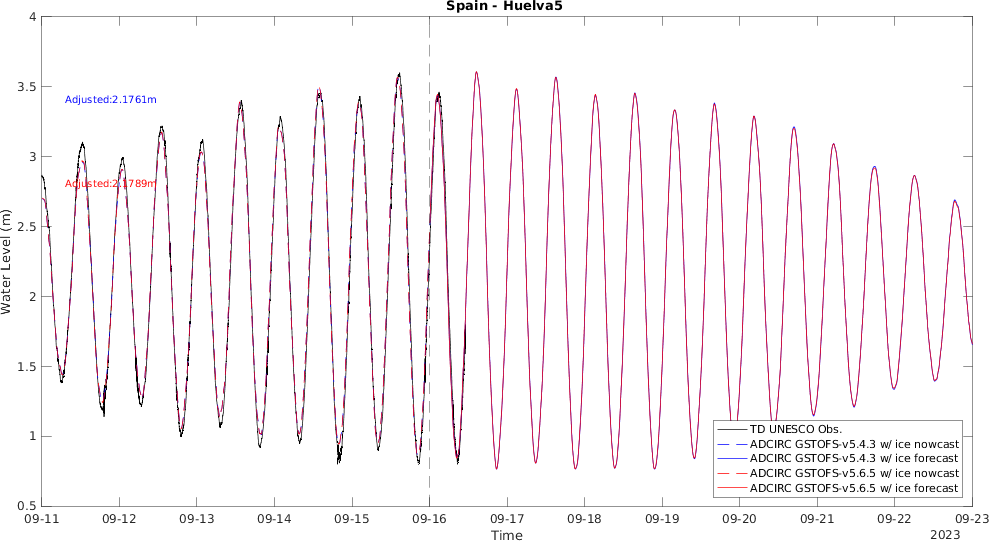 Spain - Huelva5
4
3.5
3
2.5
2
1.5
1
0.5
Water Level (m)
Adjusted:2.1761m
Adjusted:2.1789m
TD UNESCO Obs.
ADCIRC GSTOFS-v5.4.3 w/ ice nowcast
ADCIRC GSTOFS-v5.4.3 w/ ice forecast
ADCIRC GSTOFS-v5.6.5 w/ ice nowcast
ADCIRC GSTOFS-v5.6.5 w/ ice forecast
09-11 09-12 09-13 09-14 09-15 09-16 09-17 09-18 09-19 09-20 09-21 09-22 09-23
Time
2023